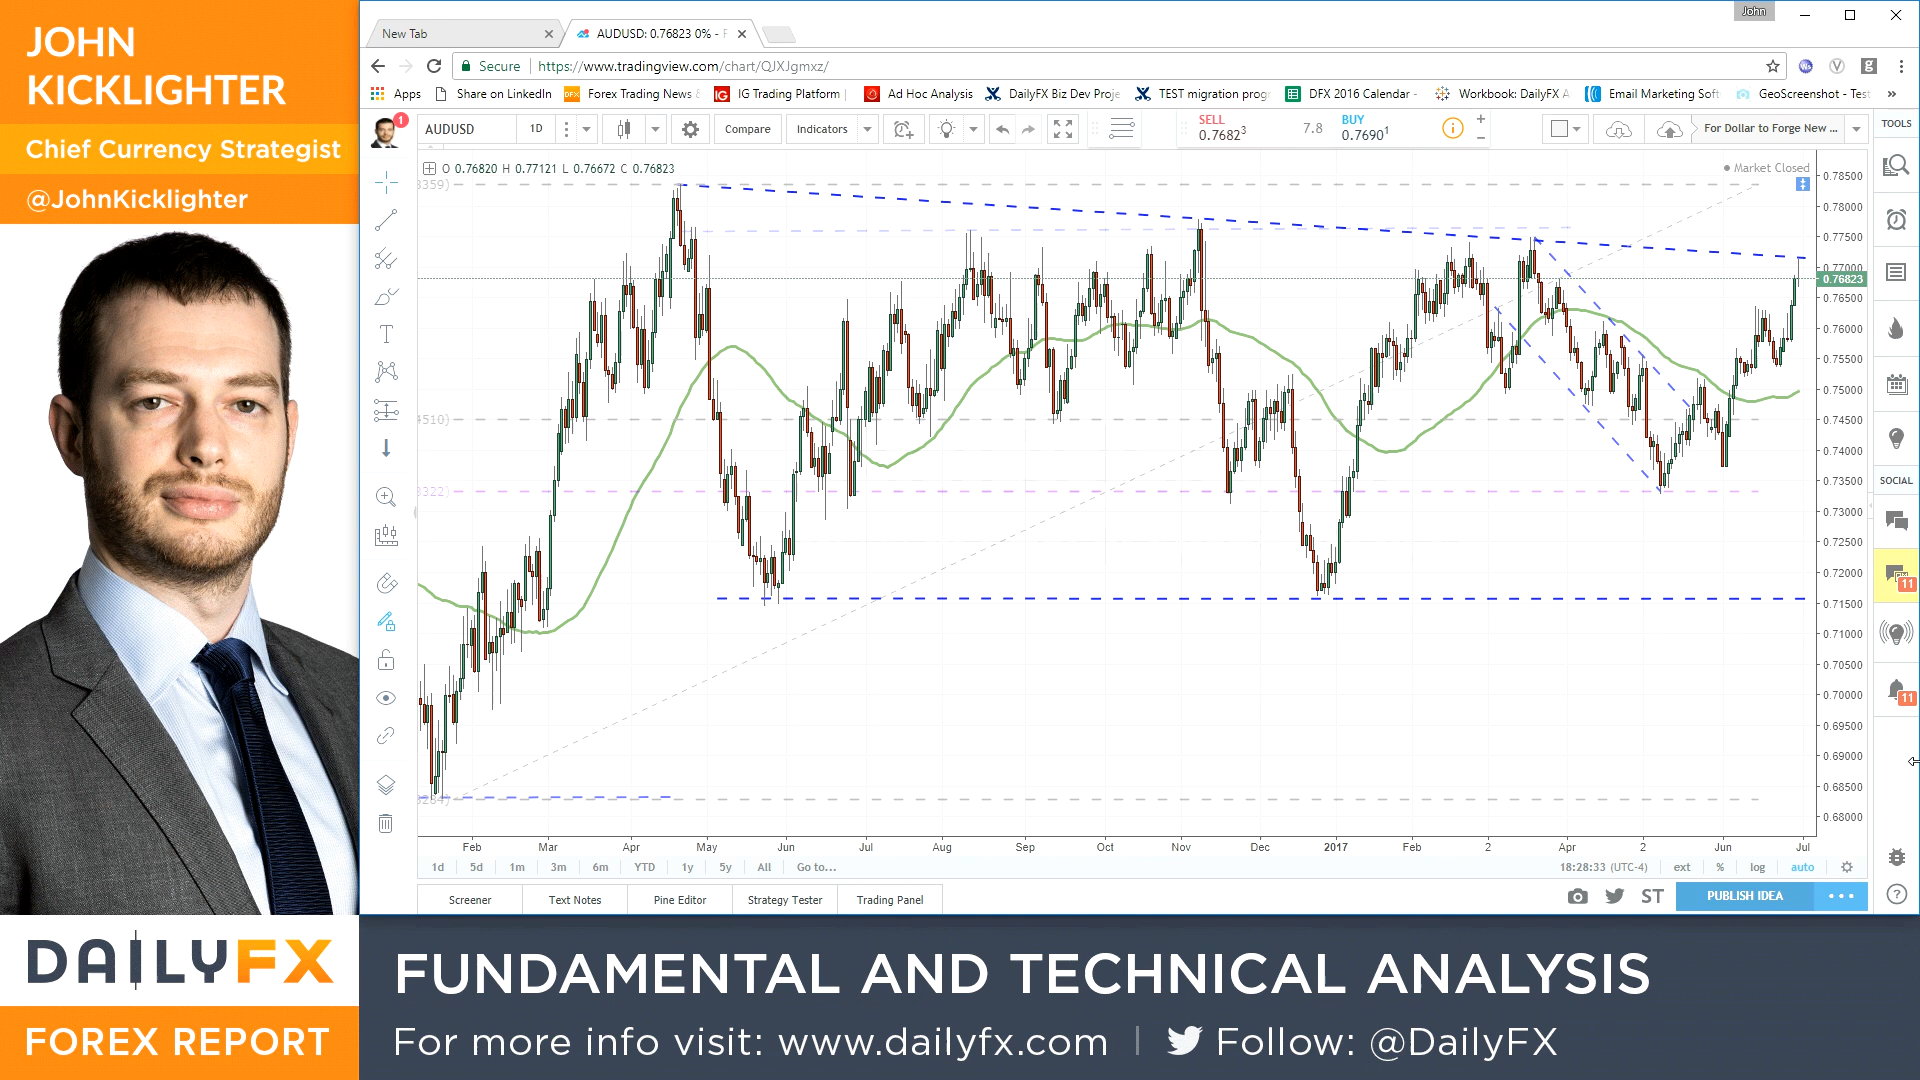 JOHN
KICKLIGHTER
Chief Currency Strategist
@JohnKicklighter
John
New Tab
AUDUSD: 0.76823 0% -
Secure
https://www.tradingview.com/chart/QJXJgmxz/
Apps
Share on LinkedIn
Forex Trading News
IG Trading Platform |
Ad Hoc Analysis
DailyFX Biz Dev Proje
TEST migration prog
DFX 2016 Calendar -
Workbook: DailyFX A
Email Marketing Soft
GeoScreenshot - Test
»
1
AUDUSD
1D
Compare
Indicators
SELL
0.76823
7.8
BUY
0.76901
For Dollar to Forge New ...
TOOLS
O 0.76820 H 0.77121 L 0.76672 C 0.76823
Market Closed
3359)
4510)
3322)
0.78500
0.78000
0.77500
0.77000
0.76823
0.76500
0.76000
0.75500
0.75000
0.74500
0.74000
0.73500
0.73000
0.72500
0.72000
0.71500
0.71000
0.70500
0.70000
0.69500
0.69000
0.68500
0.68000
SOCIAL
11
11
Feb
Mar
Apr
May
Jun
Jul
Aug
Sep
Oct
Nov
Dec
2017
Feb
2
Apr
2
Jun
Jul
1d
5d
1m
3m
6m
YTD
1y
5y
All
Go to...
18:28:33 (UTC-4)
ext
%
log
auto
Screener
Text Notes
Pine Editor
Strategy Tester
Trading Panel
ST
PUBLISH IDEA
DAILYFX
FOREX REPORT
FUNDAMENTAL AND TECHNICAL ANALYSIS
For more info visit: www.dailyfx.com | Follow: @DailyFX